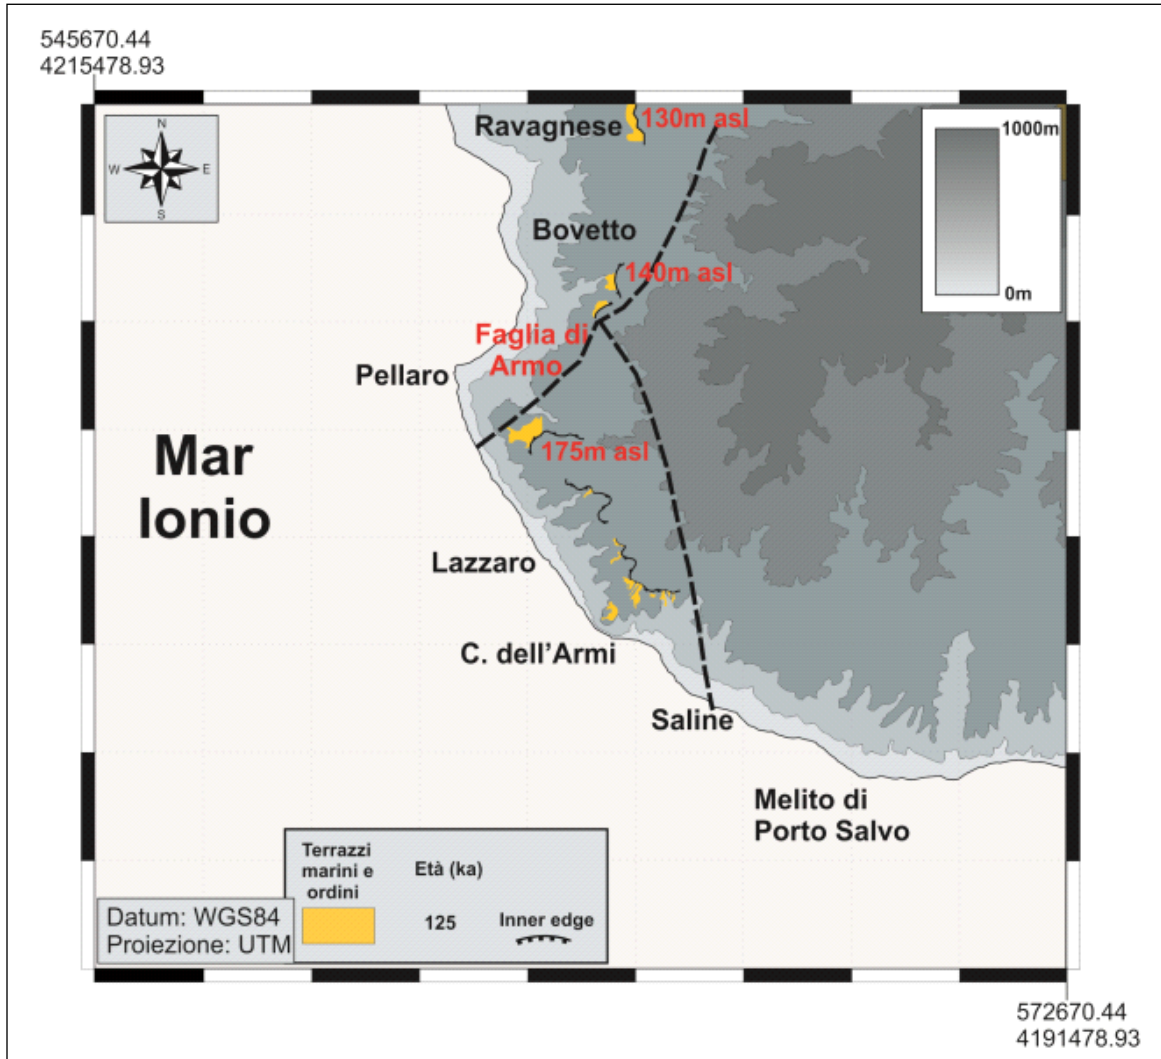 545670.44
4215478.93
N
W
E
S
Ravagnese
130m asl
1000m
0m
Bovetto
140m asl
Faglia di
Armo
Pellaro
175m asl
Mar
Ionio
Lazzaro
C. dell'Armi
Saline
Melito di
Porto Salvo
Terrazzi
marini e
ordini
Età (ka)
125
Inner edge
Datum: WGS84
Proiezione: UTM
572670.44
4191478.93